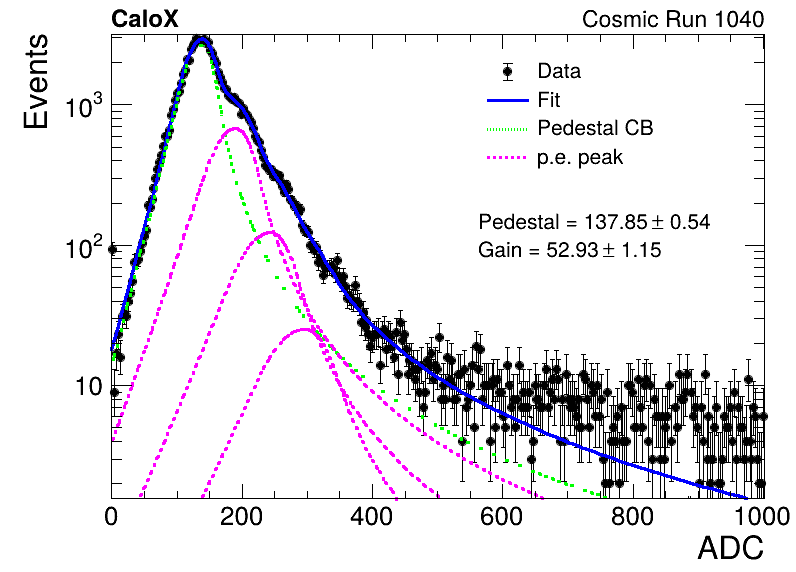 CaloX Cosmic Run 1040
Events
Data
Fit
Pedestal CB
p.e. peak
Pedestal = 137.85 ± 0.54
Gain = 52.93 ± 1.15
10³
10²
10
0 200 400 600 800 1000
ADC